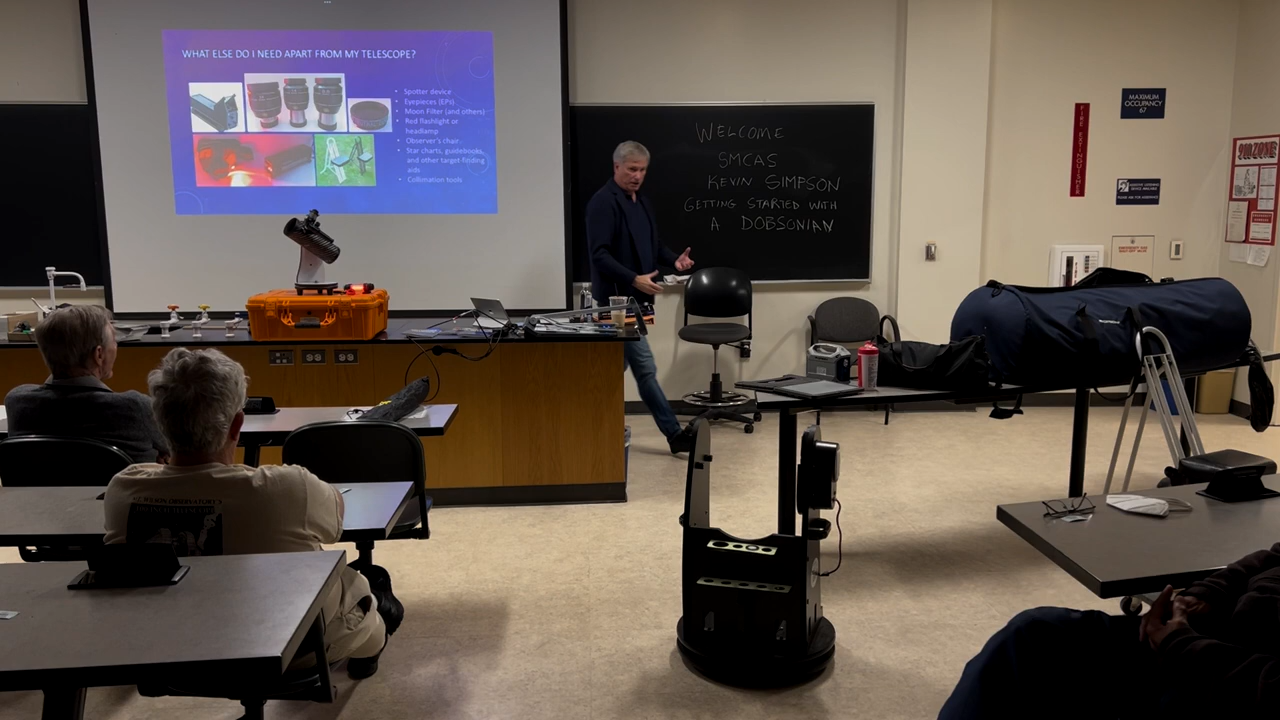 WHAT ELSE DO I NEED APART FROM MY TELESCOPE?
• Spotter device
• Eyepieces (EPs)
• Moon Filter (and others)
• Red flashlight or
headlamp
• Observer's chair
• Star charts, guidebooks,
and other target-finding
aids
• Collimation tools
WELCOME
SMCAS
KEVIN SIMPSON
GETTING STARTED WITH
A DOBSONIAN
FIRE EXTINGUISHER
MAXIMUM
OCCUPANCY
67